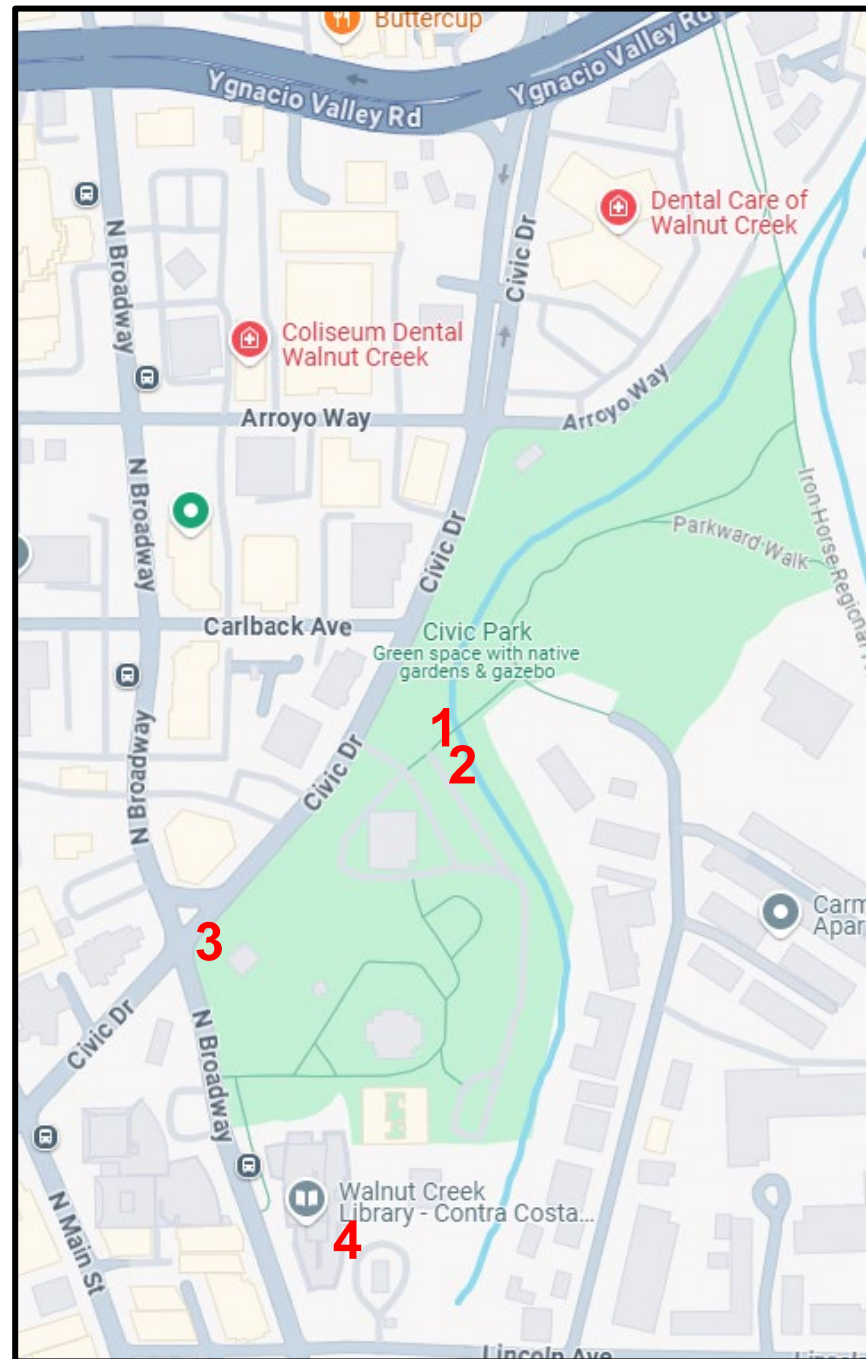 Buttercup
Ygnacio Valley Rd
Ygnacio Valley Rd
N Broadway
Civic Dr
Dental Care of
Walnut Creek
Coliseum Dental
Walnut Creek
Arroyo Way
Arroyo Way
N Broadway
Civic Dr
Parkward Walk
Iron Horse Regional
Carlback Ave
Civic Park
Green space with native
gardens & gazebo
1
2
N Broadway
Civic Dr
3
Carm
Apar
Civic Dr
N Broadway
N Main St
Walnut Creek
Library - Contra Costa...
4
Lincoln Ave